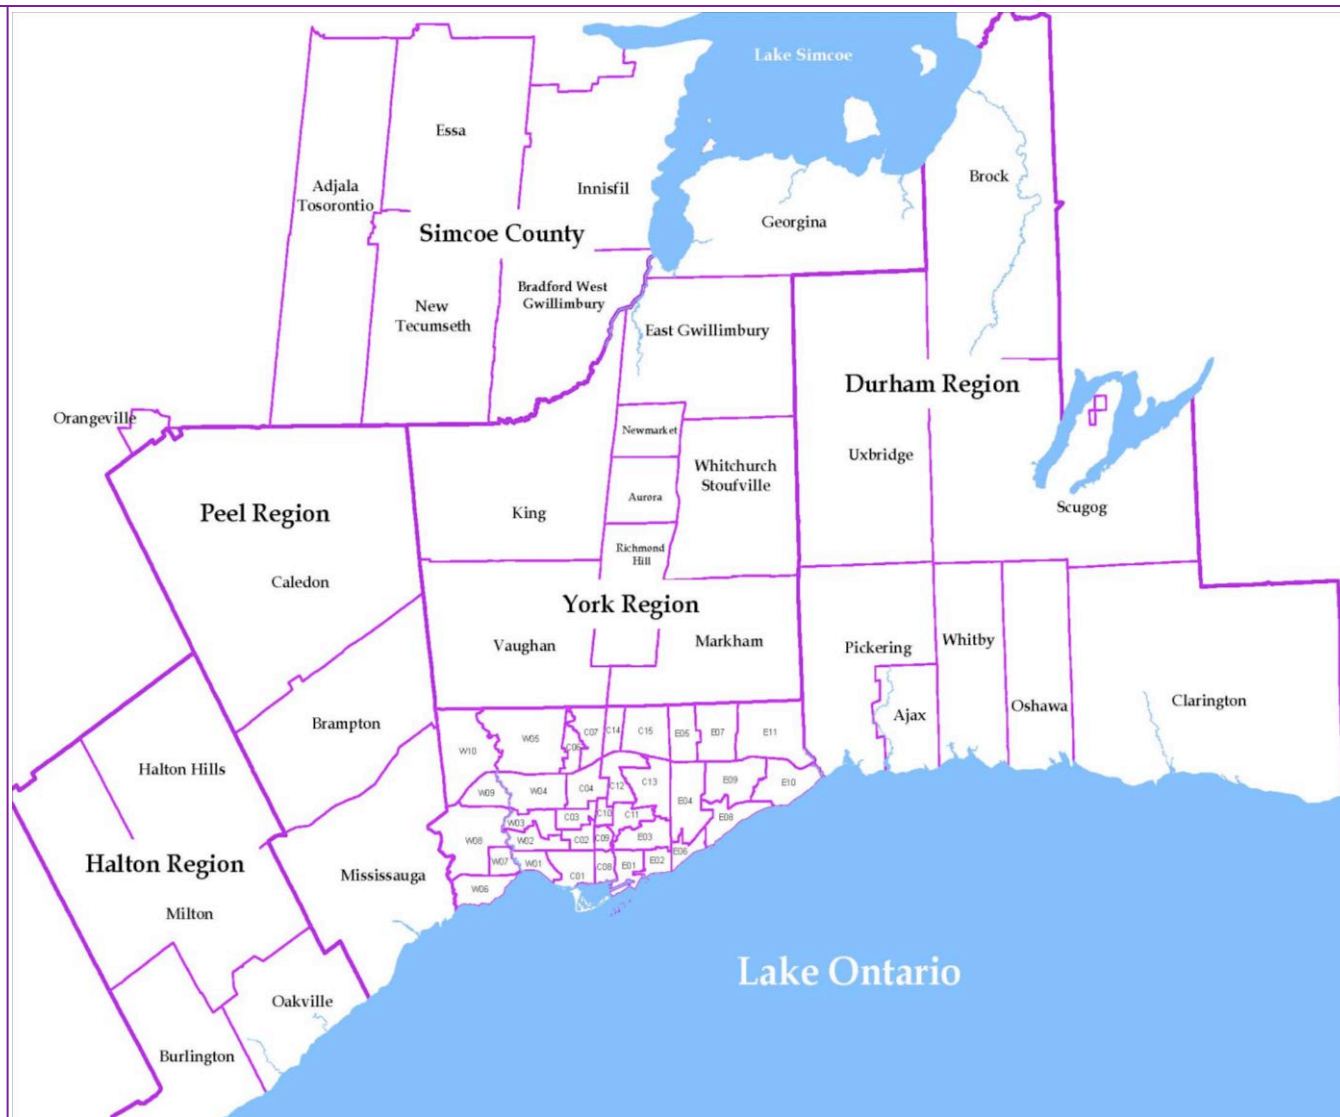 Lake Simcoe
Essa
Adjala
Tosorontio
Innisfil
Brock
Georgina
Simcoe County
Bradford West
Gwillimbury
New
Tecumseth
East Gwillimbury
Durham Region
Orangeville
Newmarket
Uxbridge
Whitchurch
Stoufville
Aurora
Scugog
Peel Region
King
Richmond
Hill
Caledon
York Region
Vaughan
Markham
Pickering
Whitby
Clarington
Oshawa
Ajax
Brampton
W10
W05
C06
C07
C14
C15
E05
E07
E11
Halton Hills
W09
W04
C04
C12
C13
E09
E10
E04
W03
C03
C10
C11
E08
W08
W02
C02
C09
E03
E06
Halton Region
W07
W01
C01
C08
E01
E02
Mississauga
W06
Milton
Lake Ontario
Oakville
Burlington